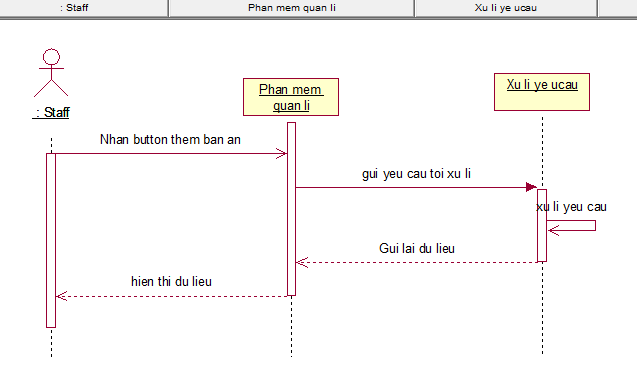 : Staff
Phan mem quan li
Xu li ye ucau
: Staff
Phan mem
quan li
Xu li ye ucau
Nhan button them ban an
gui yeu cau toi xu li
xu li yeu cau
Gui lai du lieu
hien thi du lieu